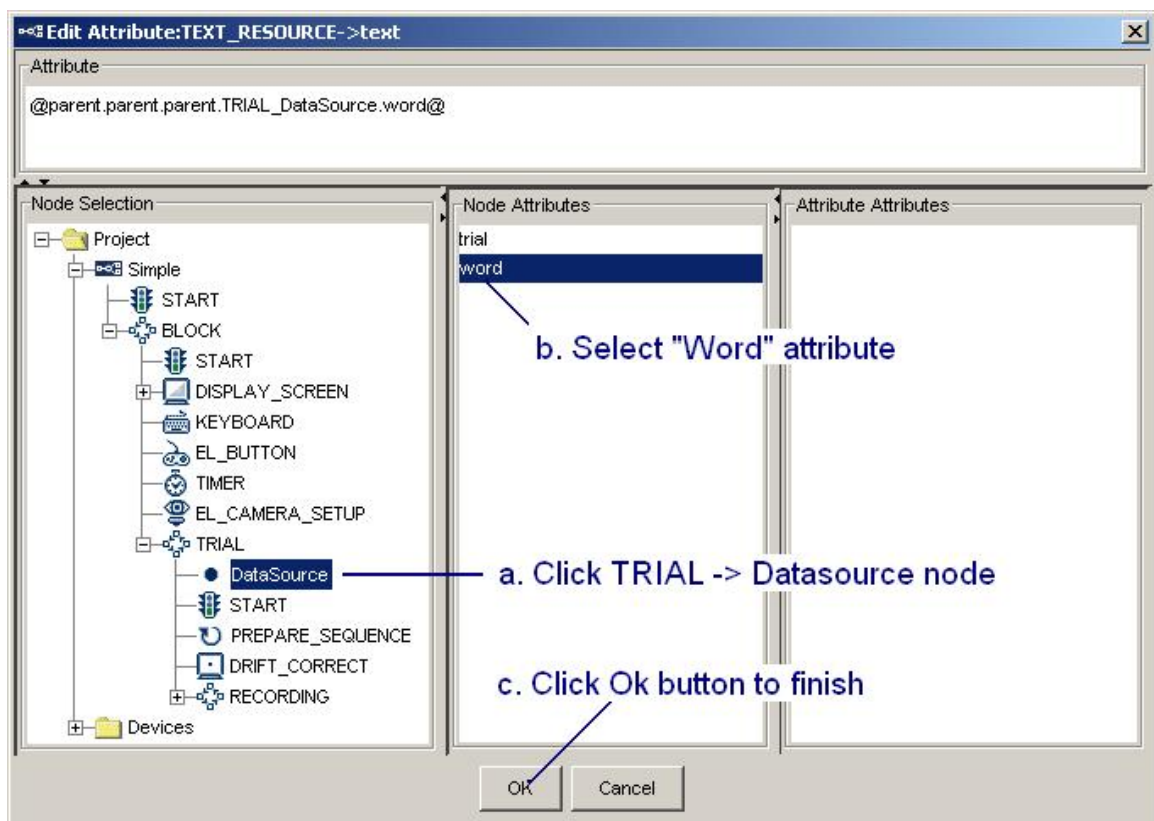 Edit Attribute:TEXT_RESOURCE->text
Attribute
@parent.parent.parent.TRIAL_DataSource.word@
Node Selection
Project
Simple
START
BLOCK
START
DISPLAY_SCREEN
KEYBOARD
EL_BUTTON
TIMER
EL_CAMERA_SETUP
TRIAL
DataSource
START
PREPARE_SEQUENCE
DRIFT_CORRECT
RECORDING
Devices
Node Attributes
trial
word
b. Select "Word" attribute
a. Click TRIAL -> Datasource node
c. Click Ok button to finish
Attribute Attributes
OK
Cancel